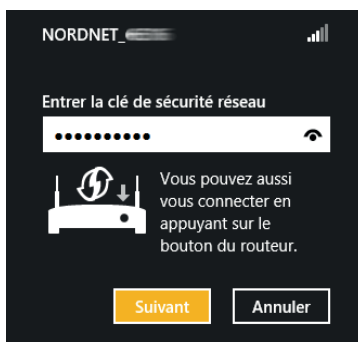 NORDNET_
Entrer la clé de sécurité réseau
••••••••••
Vous pouvez aussi
vous connecter en
appuyant sur le
bouton du routeur.
Suivant
Annuler